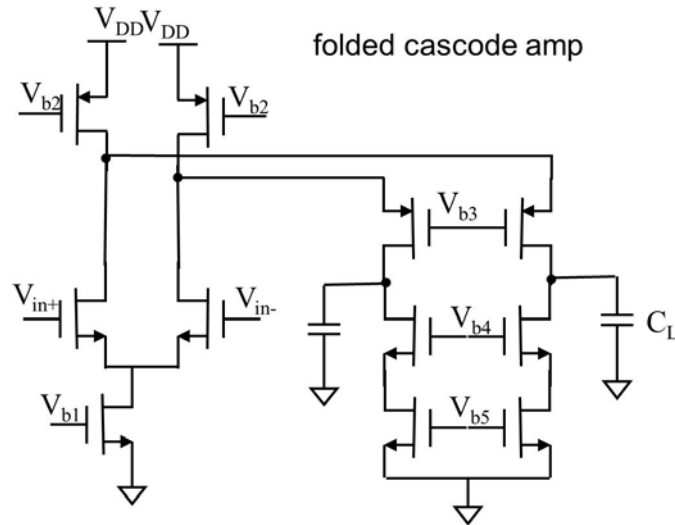 V_DD V_DD
folded cascode amp
V_b2
V_b2
V_b3
V_in+
V_in-
V_b4
C_L
V_b1
V_b5